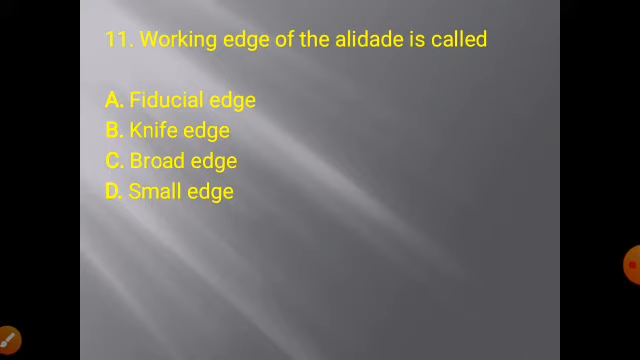 11. Working edge of the alidade is called
A. Fiducial edge
B. Knife edge
C. Broad edge
D. Small edge